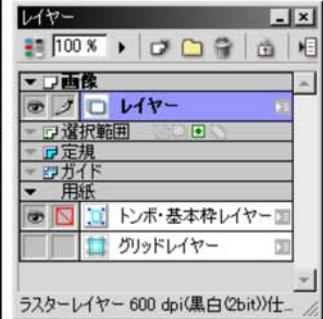 レイヤー
100 %
画像
レイヤー
選択範囲
定規
ガイド
用紙
トンボ・基本枠レイヤー
グリッドレイヤー
ラスターレイヤー 600 dpi(黒白(2bit))仕...